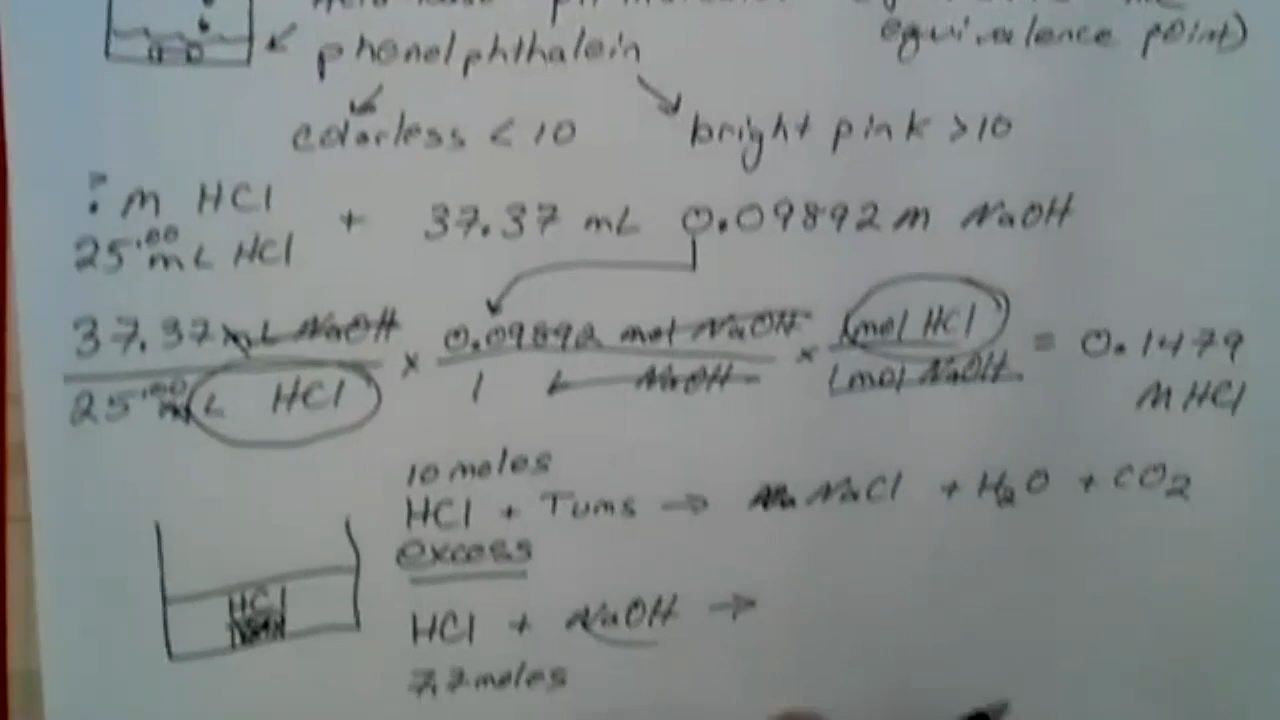 equivalence point)
phenolphthalein
colorless < 10 bright pink > 10
? M HCl + 37.37 mL 0.09892 M NaOH
25.00 mL HCl
37.37 mL NaOH × 0.09892 mol NaOH × 1 mol HCl = 0.1479
25.00 mL HCl 1 L NaOH 1 mol NaOH M HCl
10 moles
HCl + Tums → NaCl + H2O + CO2
excess
HCl
HCl + NaOH →
7.7 moles